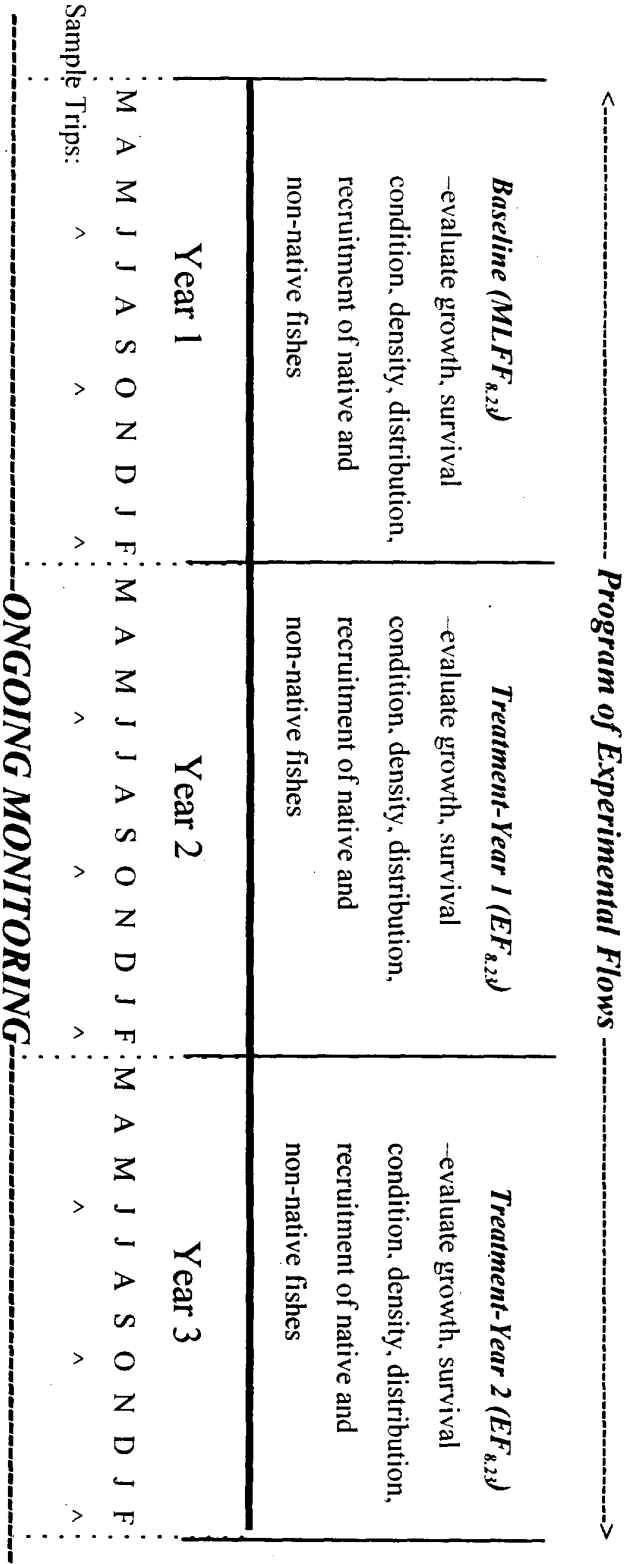 <------------------------------ Program of Experimental Flows ------------------------------>
Baseline (MLFF8.23)
–evaluate growth, survival
condition, density, distribution,
recruitment of native and
non-native fishes
Treatment-Year 1 (EF8.23)
–evaluate growth, survival
condition, density, distribution,
recruitment of native and
non-native fishes
Treatment-Year 2 (EF8.23)
–evaluate growth, survival
condition, density, distribution,
recruitment of native and
non-native fishes
Year 1 Year 2 Year 3
M A M J J A S O N D J F M A M J J A S O N D J F M A M J J A S O N D J F
Sample Trips: ^ ^ ^ ^ ^ ^ ^ ^ ^
------------------------------ONGOING MONITORING------------------------------